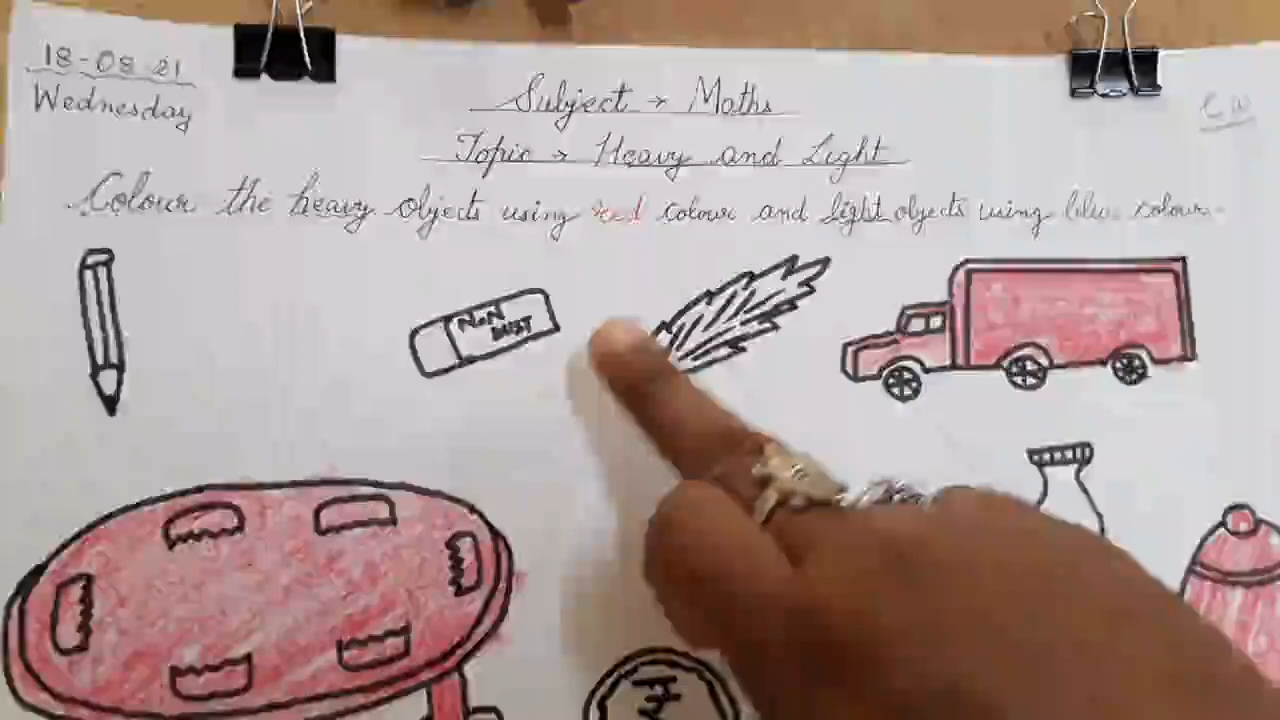 18-08-21
Wednesday
C.W
Subject → Maths
Topic → Heavy and Light
Colour the heavy objects using red colour and light objects using blue colour.
NON
DUST
₹